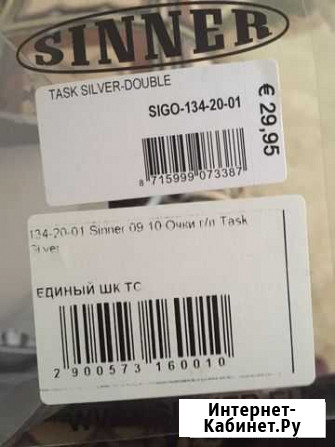 SINNER
TASK SILVER-DOUBLE
SIGO-134-20-01
€ 29,95
8 715999 073387
134-20-01 Sinner 09 10 Очки г/л Task
Silver
ЕДИНЫЙ ШК ТС
2 900573 160010
Интернет-
Кабинет.Ру